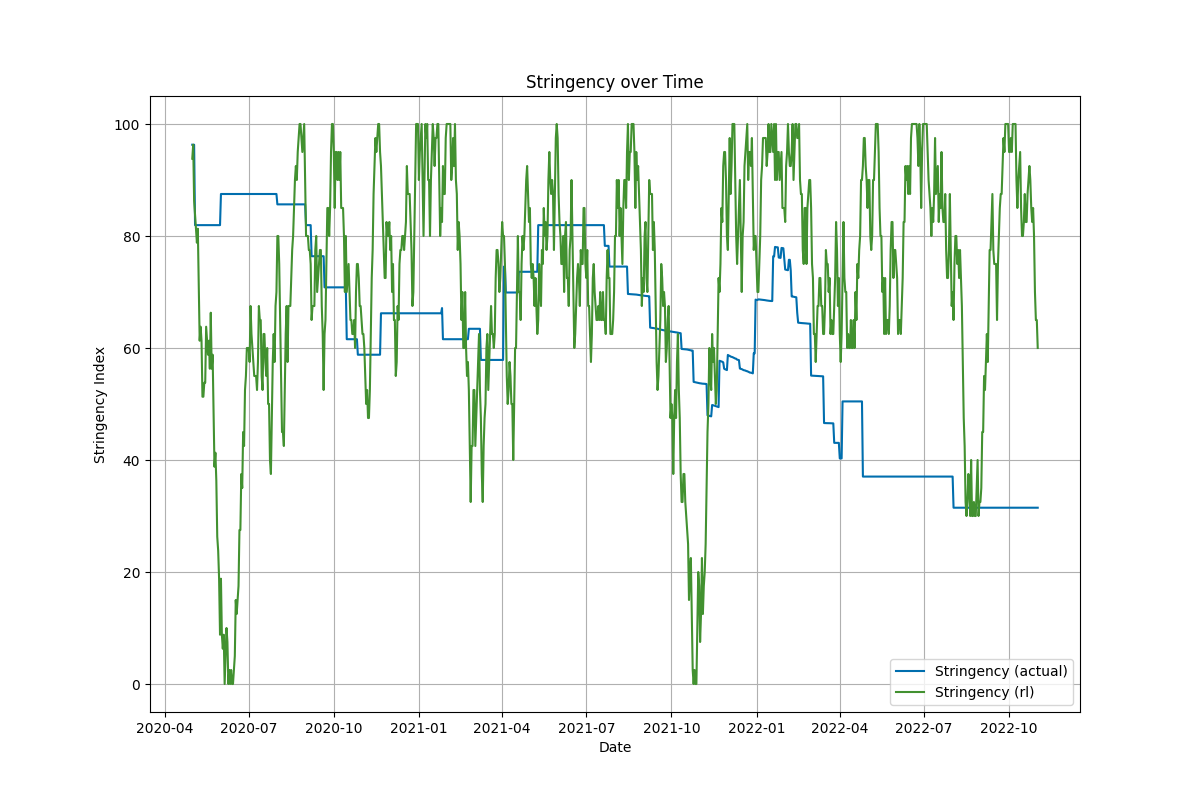 Stringency over Time
Stringency Index
100
80
60
40
20
0
2020-04 2020-07 2020-10 2021-01 2021-04 2021-07 2021-10 2022-01 2022-04 2022-07 2022-10
Date
Stringency (actual)
Stringency (rl)